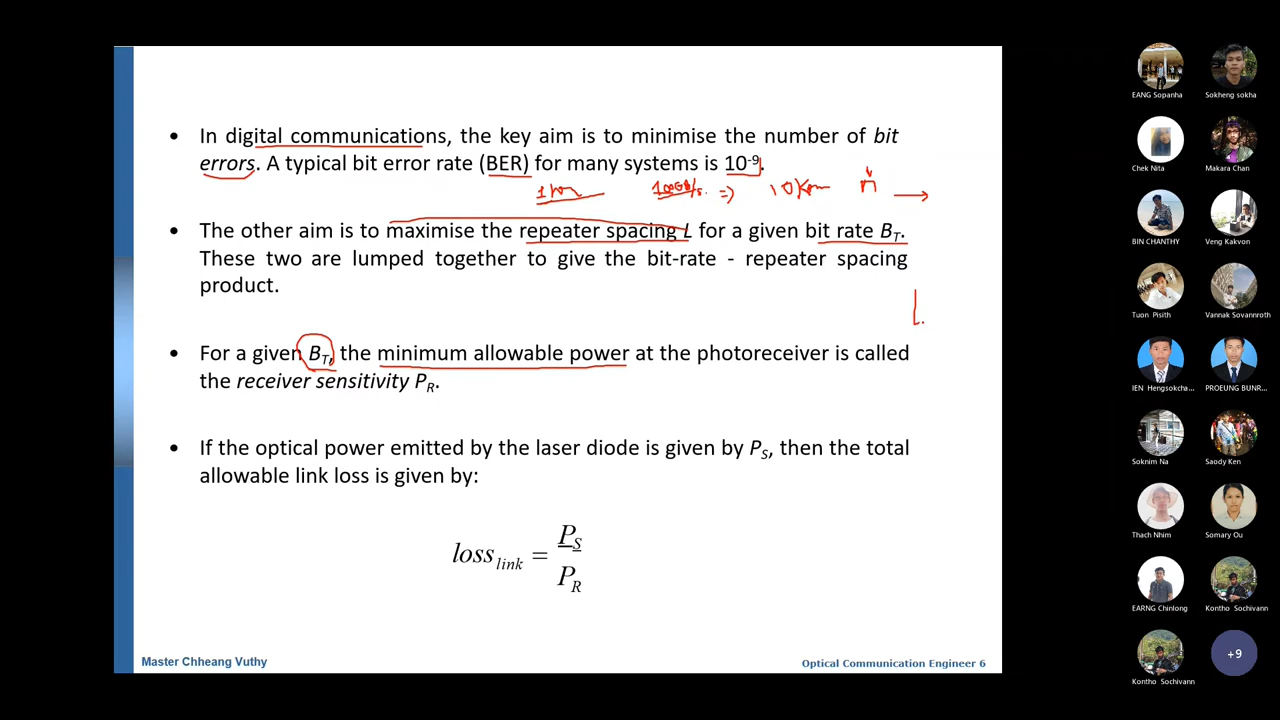 • In digital communications, the key aim is to minimise the number of bit
errors. A typical bit error rate (BER) for many systems is 10⁻⁹.
1 km 100Gb/s. => 10 Km n
• The other aim is to maximise the repeater spacing L for a given bit rate B_T.
These two are lumped together to give the bit-rate - repeater spacing
product.
L.
• For a given B_T, the minimum allowable power at the photoreceiver is called
the receiver sensitivity P_R.
• If the optical power emitted by the laser diode is given by P_S, then the total
allowable link loss is given by:
loss_link = P_S / P_R
Master Chheang Vuthy
Optical Communication Engineer 6
EANG Sopanha
Sokheng sokha
Chek Nita
Makara Chan
BIN CHANTHY
Veng Kakvon
Tuon Pisith
Vannak Sovannroth
IEN Hengsokcha...
PROEUNG BUNR...
Soknim Na
Saody Ken
Thach Nhim
Somary Ou
EARNG Chinlong
Kontho Sochivann
Kontho Sochivann
+9